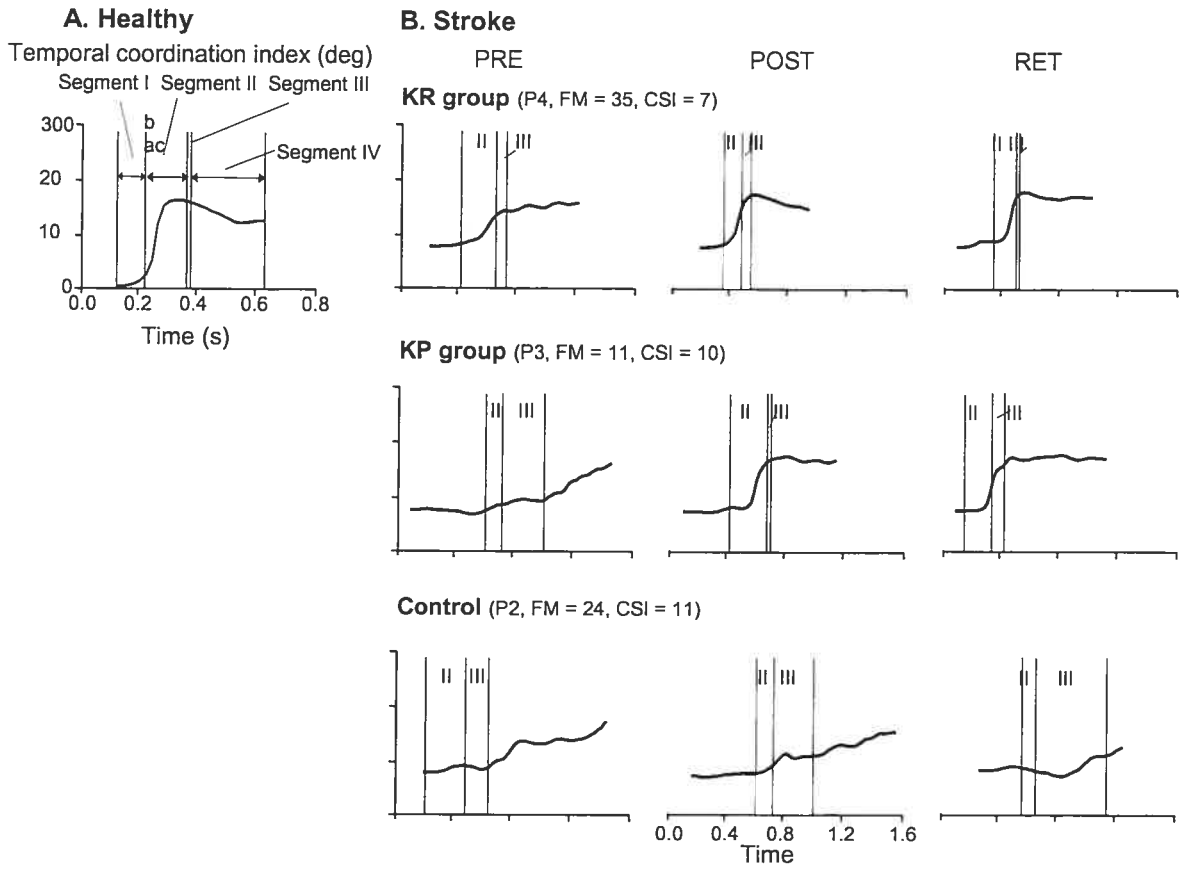 A. Healthy
Temporal coordination index (deg)
Segment I Segment II Segment III
b
ac
Segment IV
300
20
10
0
0.0 0.2 0.4 0.6 0.8
Time (s)
B. Stroke
PRE POST RET
KR group (P4, FM = 35, CSI = 7)
II III
II III
KP group (P3, FM = 11, CSI = 10)
II III
II III
II III
Control (P2, FM = 24, CSI = 11)
II III
II III
II III
0.0 0.4 0.8 1.2 1.6
Time